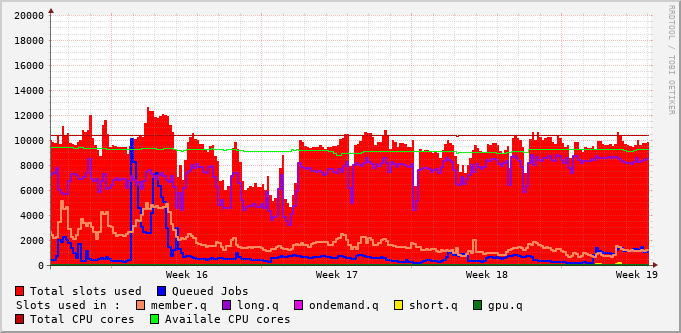 RRDTOOL / TOBI OETIKER
20000
18000
16000
14000
12000
10000
8000
6000
4000
2000
0
Week 16 Week 17 Week 18 Week 19
Total slots used Queued Jobs
Slots used in : member.q long.q ondemand.q short.q gpu.q
Total CPU cores Availale CPU cores